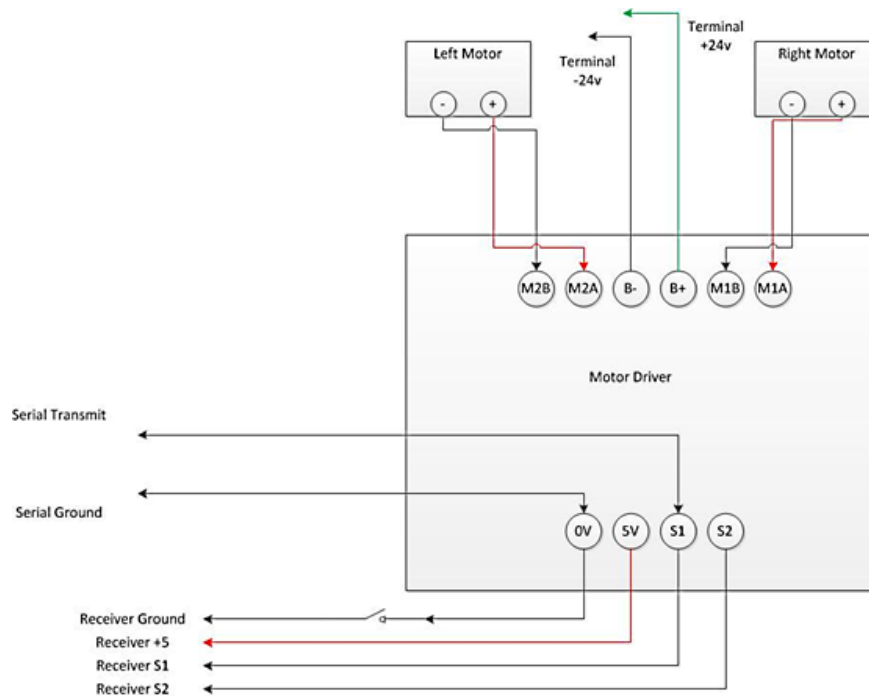 Left Motor
-
+
Terminal
-24v
Terminal
+24v
Right Motor
-
+
M2B
M2A
B-
B+
M1B
M1A
Motor Driver
Serial Transmit
Serial Ground
0V
5V
S1
S2
Receiver Ground
Receiver +5
Receiver S1
Receiver S2